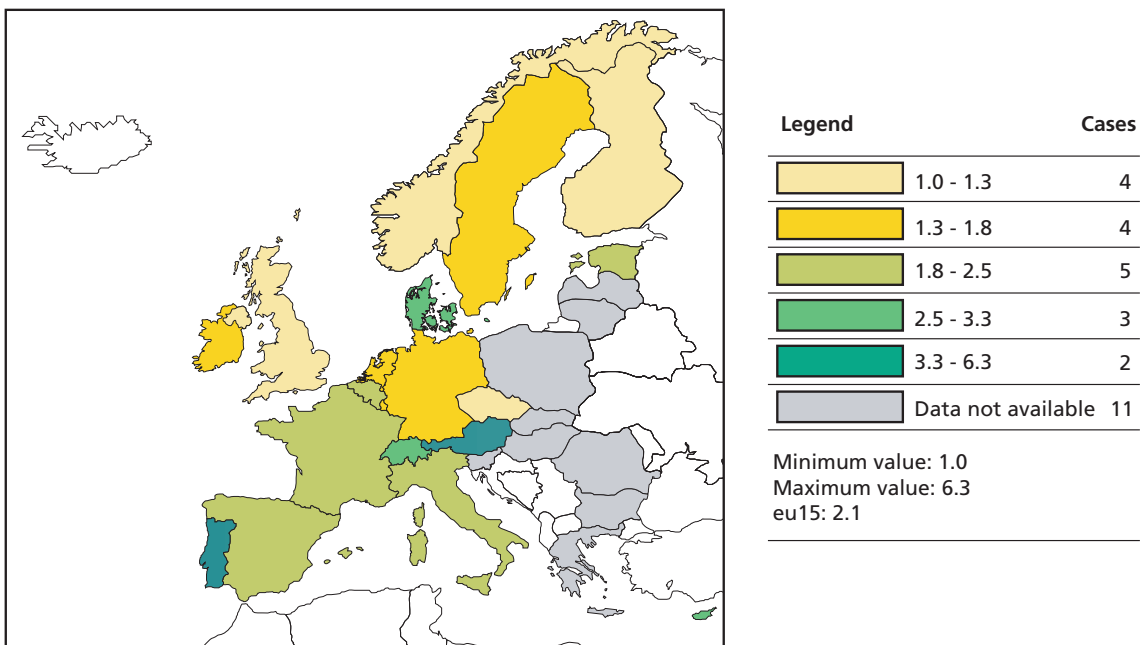 Legend Cases
1.0 - 1.3 4
1.3 - 1.8 4
1.8 - 2.5 5
2.5 - 3.3 3
3.3 - 6.3 2
Data not available 11
Minimum value: 1.0
Maximum value: 6.3
eu15: 2.1